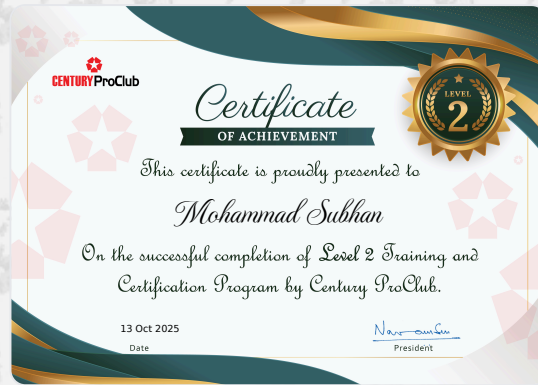 CENTURY ProClub
Certificate
OF ACHIEVEMENT
LEVEL
2
This certificate is proudly presented to
Mohammad Subhan
On the successful completion of Level 2 Training and
Certification Program by Century ProClub.
13 Oct 2025
Date
President